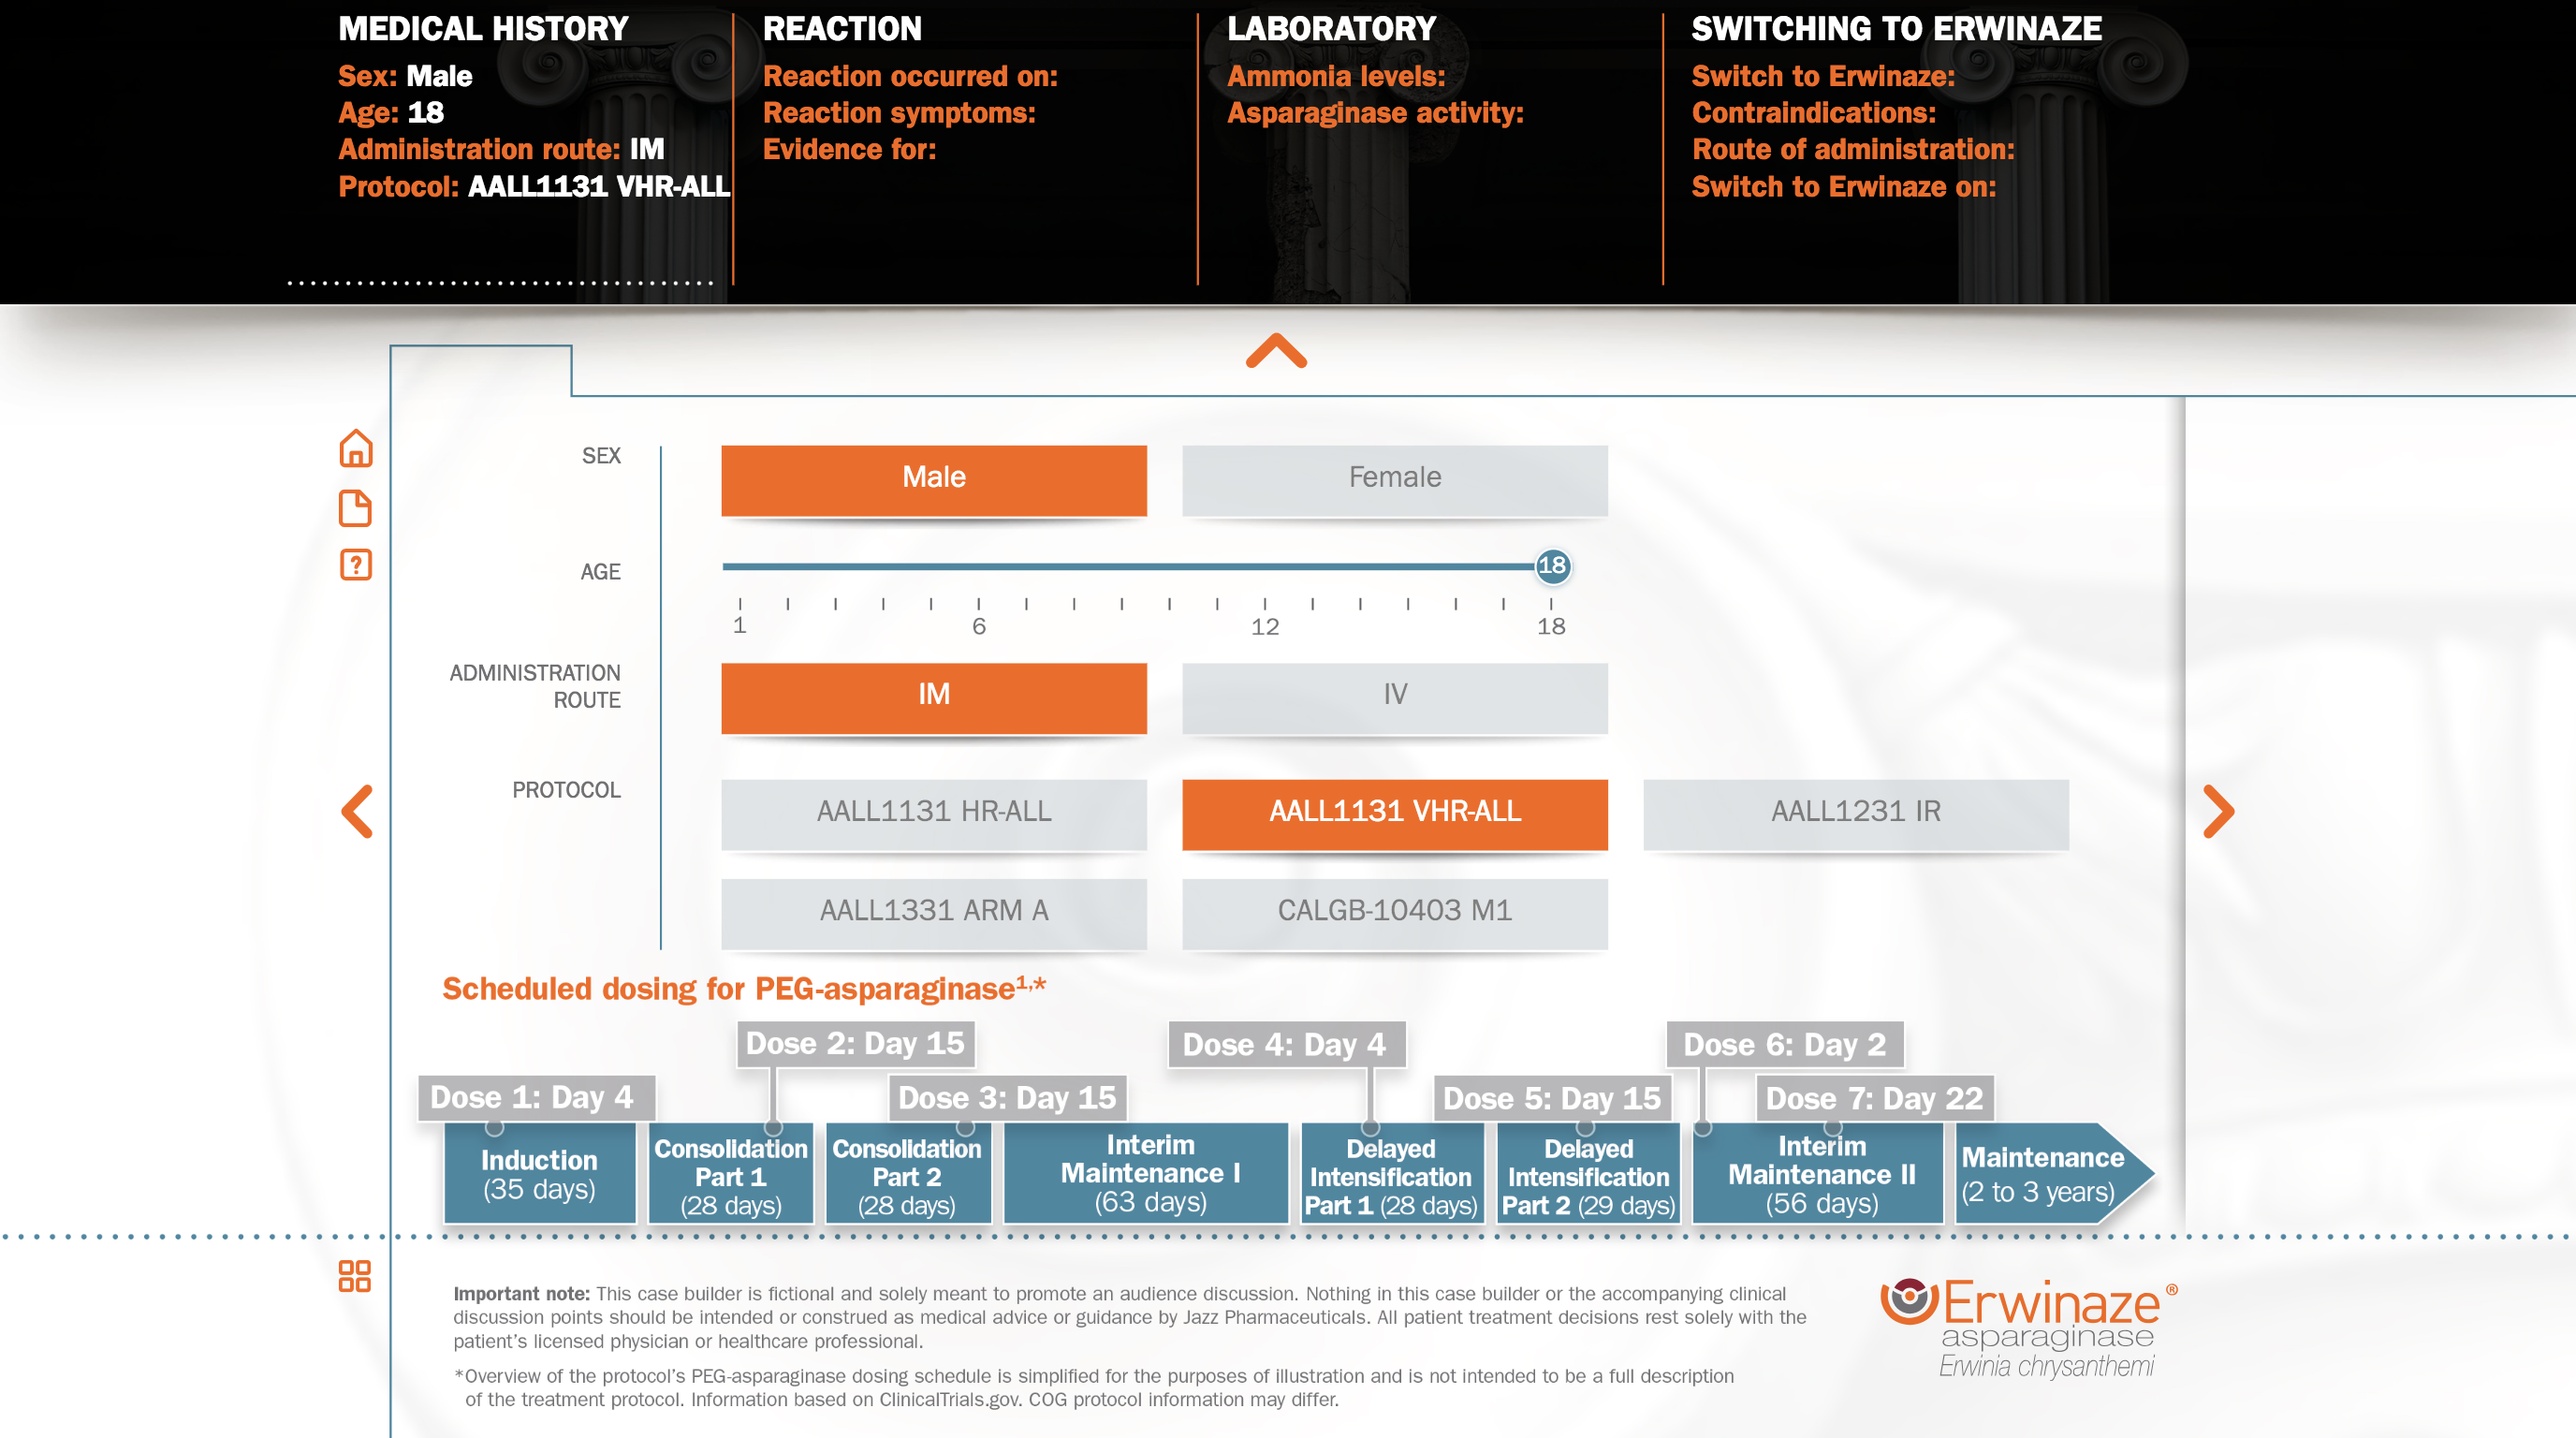 MEDICAL HISTORY
Sex: Male
Age: 18
Administration route: IM
Protocol: AALL1131 VHR-ALL
REACTION
Reaction occurred on:
Reaction symptoms:
Evidence for:
LABORATORY
Ammonia levels:
Asparaginase activity:
SWITCHING TO ERWINAZE
Switch to Erwinaze:
Contraindications:
Route of administration:
Switch to Erwinaze on:
SEX
Male
Female
AGE
18
1
6
12
18
ADMINISTRATION
ROUTE
IM
IV
PROTOCOL
AALL1131 HR-ALL
AALL1131 VHR-ALL
AALL1231 IR
AALL1331 ARM A
CALGB-10403 M1
Scheduled dosing for PEG-asparaginase1,*
Dose 1: Day 4
Dose 2: Day 15
Dose 3: Day 15
Dose 4: Day 4
Dose 5: Day 15
Dose 6: Day 2
Dose 7: Day 22
Induction
(35 days)
Consolidation
Part 1
(28 days)
Consolidation
Part 2
(28 days)
Interim
Maintenance I
(63 days)
Delayed
Intensification
Part 1 (28 days)
Delayed
Intensification
Part 2 (29 days)
Interim
Maintenance II
(56 days)
Maintenance
(2 to 3 years)
Important note: This case builder is fictional and solely meant to promote an audience discussion. Nothing in this case builder or the accompanying clinical
discussion points should be intended or construed as medical advice or guidance by Jazz Pharmaceuticals. All patient treatment decisions rest solely with the
patient's licensed physician or healthcare professional.
*Overview of the protocol's PEG-asparaginase dosing schedule is simplified for the purposes of illustration and is not intended to be a full description
of the treatment protocol. Information based on ClinicalTrials.gov. COG protocol information may differ.
Erwinaze®
asparaginase
Erwinia chrysanthemi